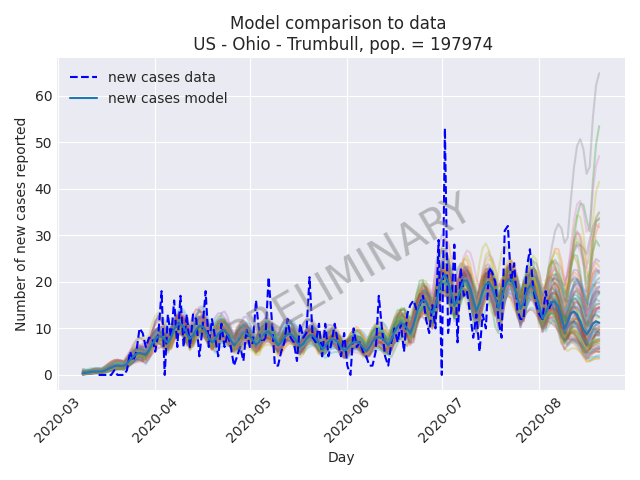 Model comparison to data
US - Ohio - Trumbull, pop. = 197974
new cases data
new cases model
PRELIMINARY
Number of new cases reported
60
50
40
30
20
10
0
2020-03
2020-04
2020-05
2020-06
2020-07
2020-08
Day